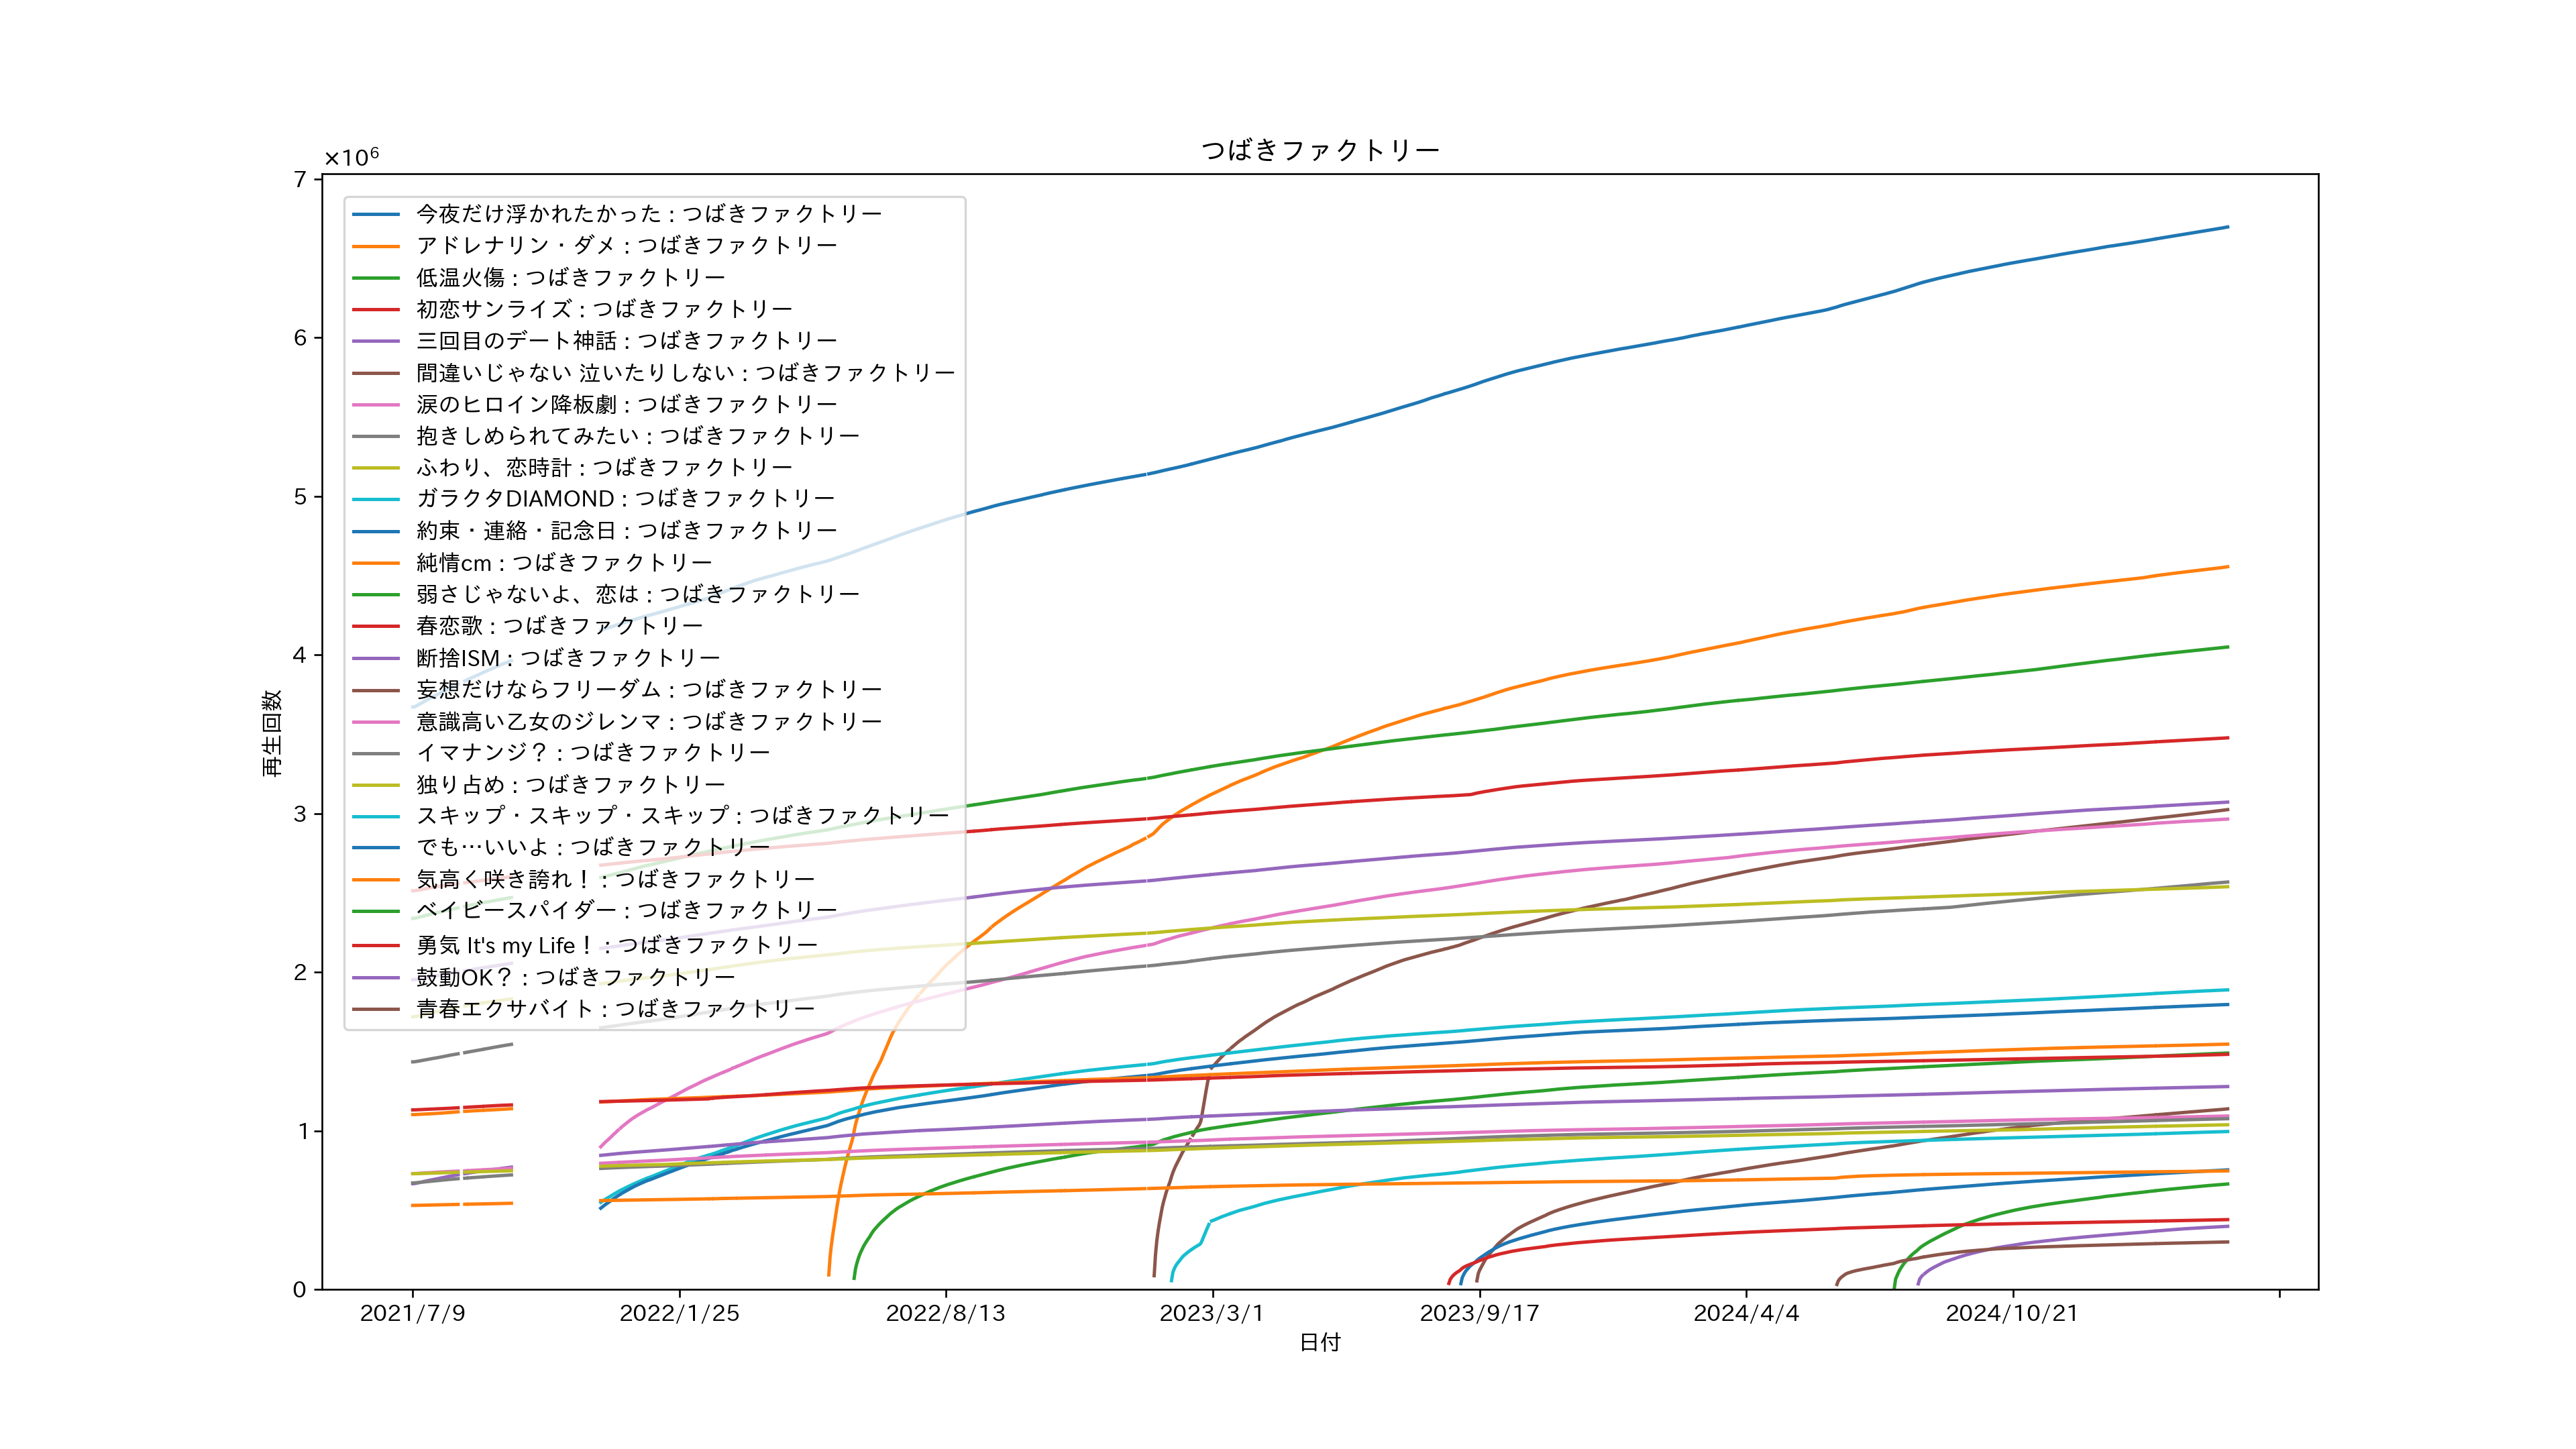 つばきファクトリー
×10⁶
7
6
5
4
3
2
1
0
再生回数
今夜だけ浮かれたかった : つばきファクトリー
アドレナリン・ダメ : つばきファクトリー
低温火傷 : つばきファクトリー
初恋サンライズ : つばきファクトリー
三回目のデート神話 : つばきファクトリー
間違いじゃない 泣いたりしない : つばきファクトリー
涙のヒロイン降板劇 : つばきファクトリー
抱きしめられてみたい : つばきファクトリー
ふわり、恋時計 : つばきファクトリー
ガラクタDIAMOND : つばきファクトリー
約束・連絡・記念日 : つばきファクトリー
純情cm : つばきファクトリー
弱さじゃないよ、恋は : つばきファクトリー
春恋歌 : つばきファクトリー
断捨ISM : つばきファクトリー
妄想だけならフリーダム : つばきファクトリー
意識高い乙女のジレンマ : つばきファクトリー
イマナンジ？ : つばきファクトリー
独り占め : つばきファクトリー
スキップ・スキップ・スキップ : つばきファクトリー
でも…いいよ : つばきファクトリー
気高く咲き誇れ！ : つばきファクトリー
ベイビースパイダー : つばきファクトリー
勇気 It's my Life！ : つばきファクトリー
鼓動OK？ : つばきファクトリー
青春エクサバイト : つばきファクトリー
2021/7/9 2022/1/25 2022/8/13 2023/3/1 2023/9/17 2024/4/4 2024/10/21
日付